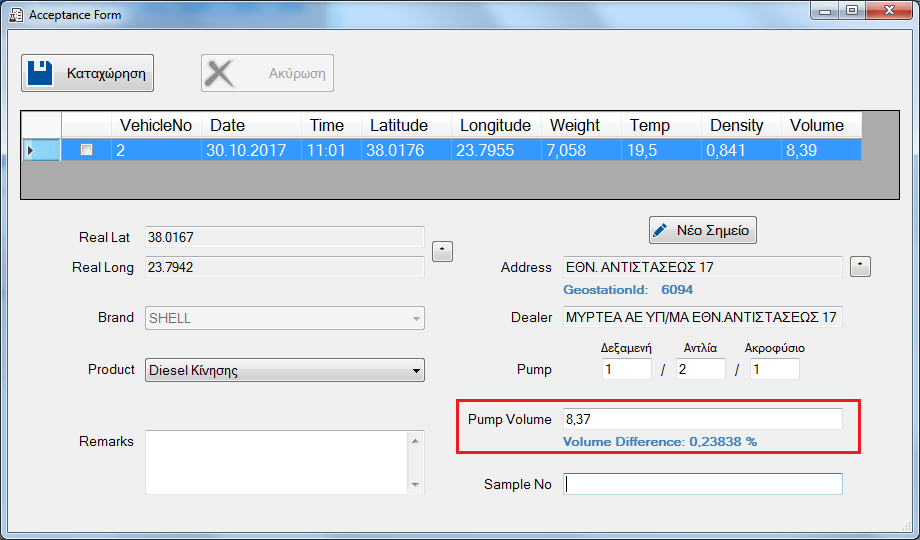 Acceptance Form
Καταχώρηση Ακύρωση
VehicleNo Date Time Latitude Longitude Weight Temp Density Volume
2 30.10.2017 11:01 38.0176 23.7955 7,058 19,5 0,841 8,39
Νέο Σημείο
Real Lat 38.0167
Real Long 23.7942
Address ΕΘΝ. ΑΝΤΙΣΤΑΣΕΩΣ 17
GeostationId: 6094
Brand SHELL
Dealer ΜΥΡΤΕΑ ΑΕ ΥΠ/ΜΑ ΕΘΝ.ΑΝΤΙΣΤΑΣΕΩΣ 17
Δεξαμενή Αντλία Ακροφύσιο
Product Diesel Κίνησης
Pump 1 / 2 / 1
Pump Volume 8,37
Volume Difference: 0,23838 %
Remarks
Sample No